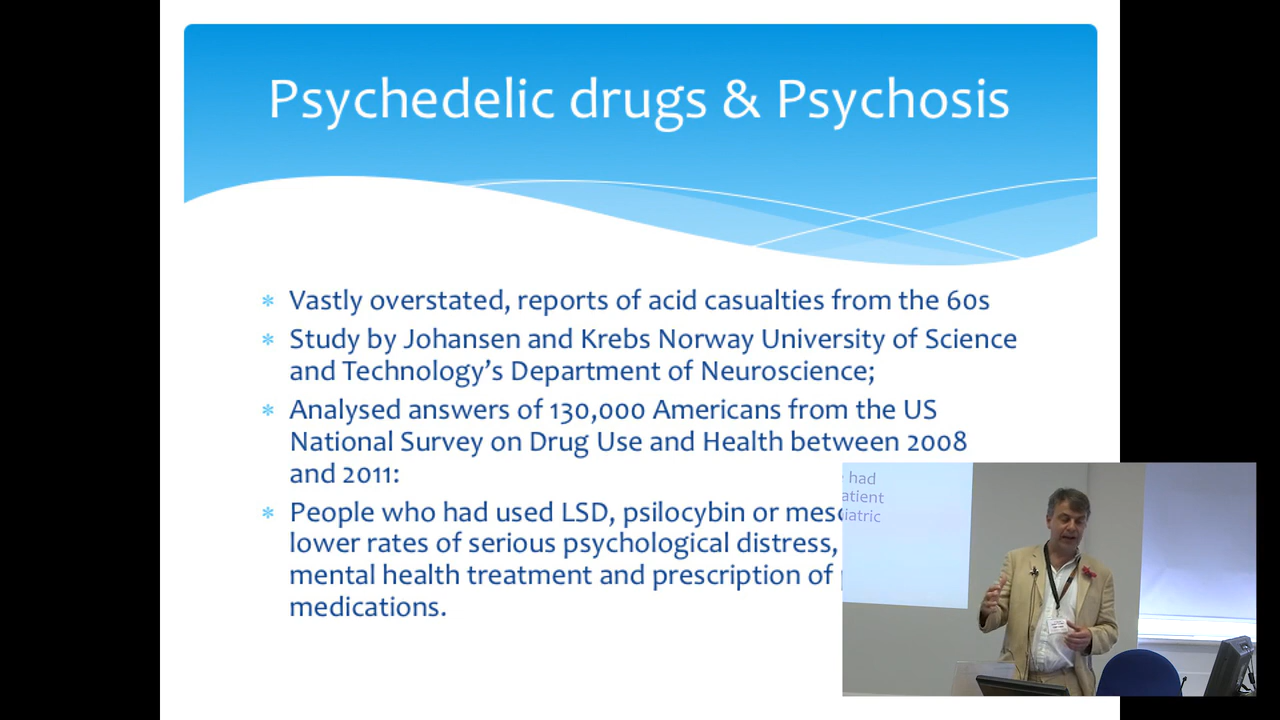 Psychedelic drugs & Psychosis
* Vastly overstated, reports of acid casualties from the 60s
* Study by Johansen and Krebs Norway University of Science
and Technology's Department of Neuroscience;
* Analysed answers of 130,000 Americans from the US
National Survey on Drug Use and Health between 2008
and 2011:
* People who had used LSD, psilocybin or
lower rates of serious psychological distress,
mental health treatment and prescription of
medications.
had